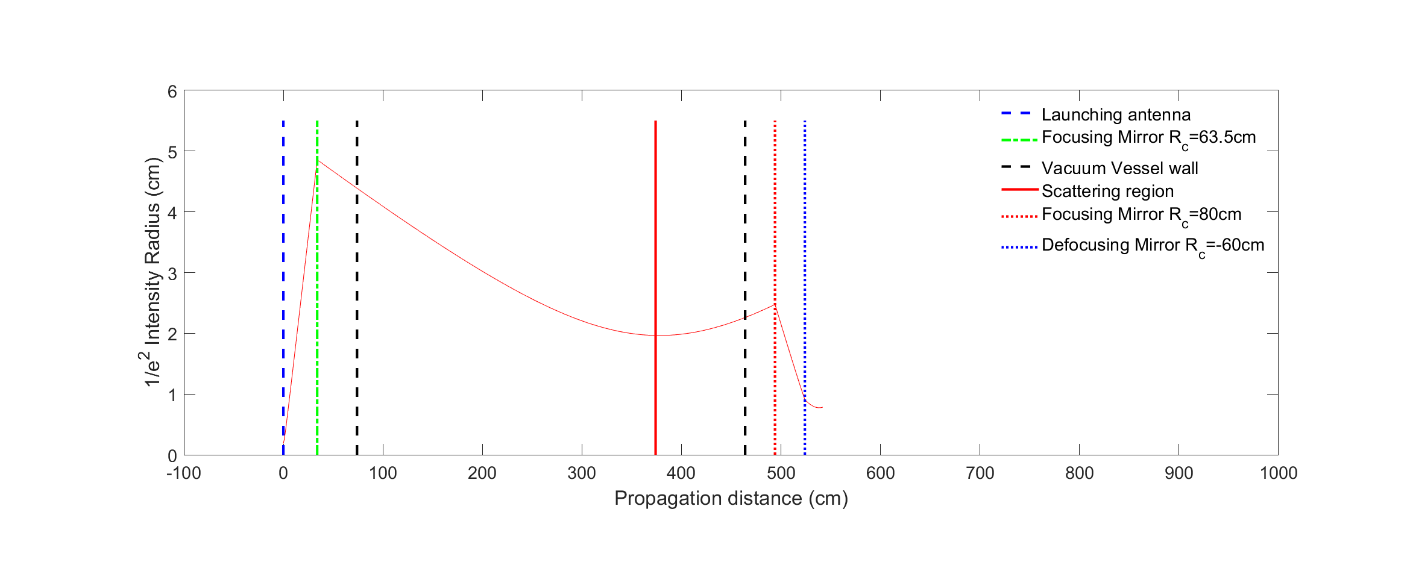 6
5
4
3
2
1
0
1/e2 Intensity Radius (cm)
-100 0 100 200 300 400 500 600 700 800 900 1000
Propagation distance (cm)
Launching antenna
Focusing Mirror Rc=63.5cm
Vacuum Vessel wall
Scattering region
Focusing Mirror Rc=80cm
Defocusing Mirror Rc=-60cm